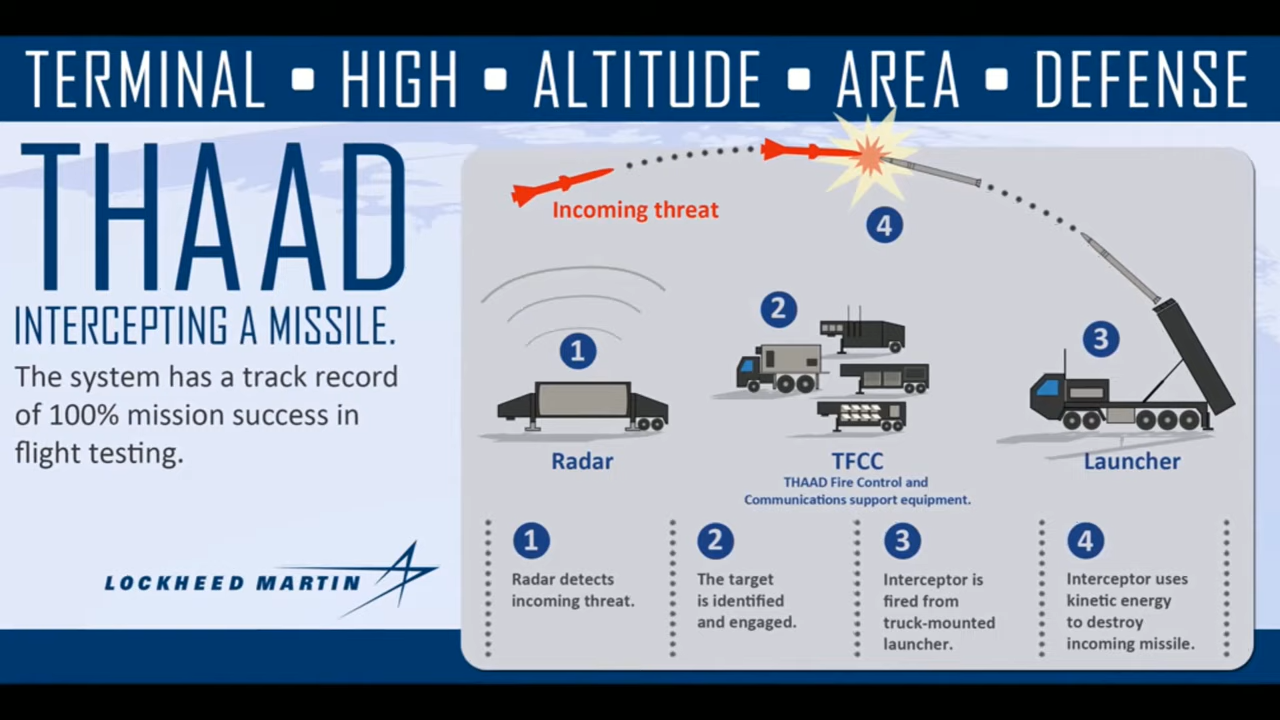 TERMINAL ▪ HIGH ▪ ALTITUDE ▪ AREA ▪ DEFENSE
THAAD
INTERCEPTING A MISSILE.
The system has a track record
of 100% mission success in
flight testing.
LOCKHEED MARTIN
Incoming threat
4
1
2
3
Radar
TFCC
THAAD Fire Control and
Communications support equipment.
Launcher
1
Radar detects
incoming threat.
2
The target
is identified
and engaged.
3
Interceptor is
fired from
truck-mounted
launcher.
4
Interceptor uses
kinetic energy
to destroy
incoming missile.